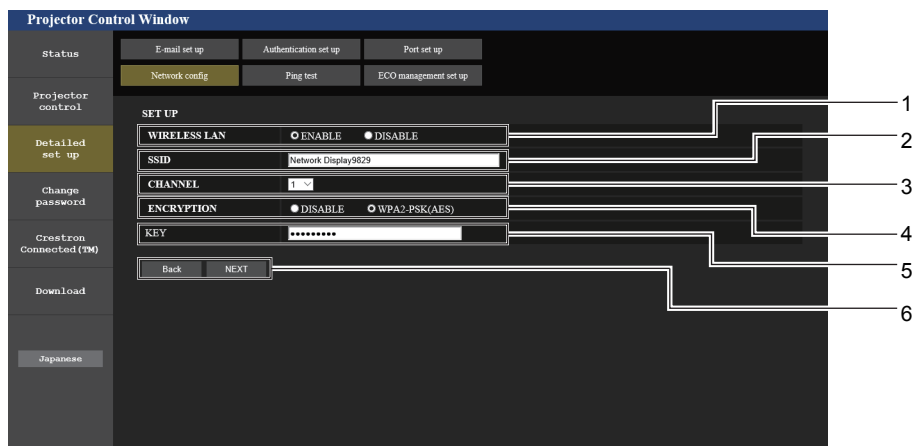 Projector Control Window
Status
E-mail set up
Authentication set up
Port set up
Network config
Ping test
ECO management set up
Projector control
Detailed set up
Change password
Crestron Connected(TM)
Download
Japanese
SET UP
WIRELESS LAN ENABLE DISABLE
SSID Network Display9829
CHANNEL 1
ENCRYPTION DISABLE WPA2-PSK(AES)
KEY •••••••••
Back NEXT
1
2
3
4
5
6